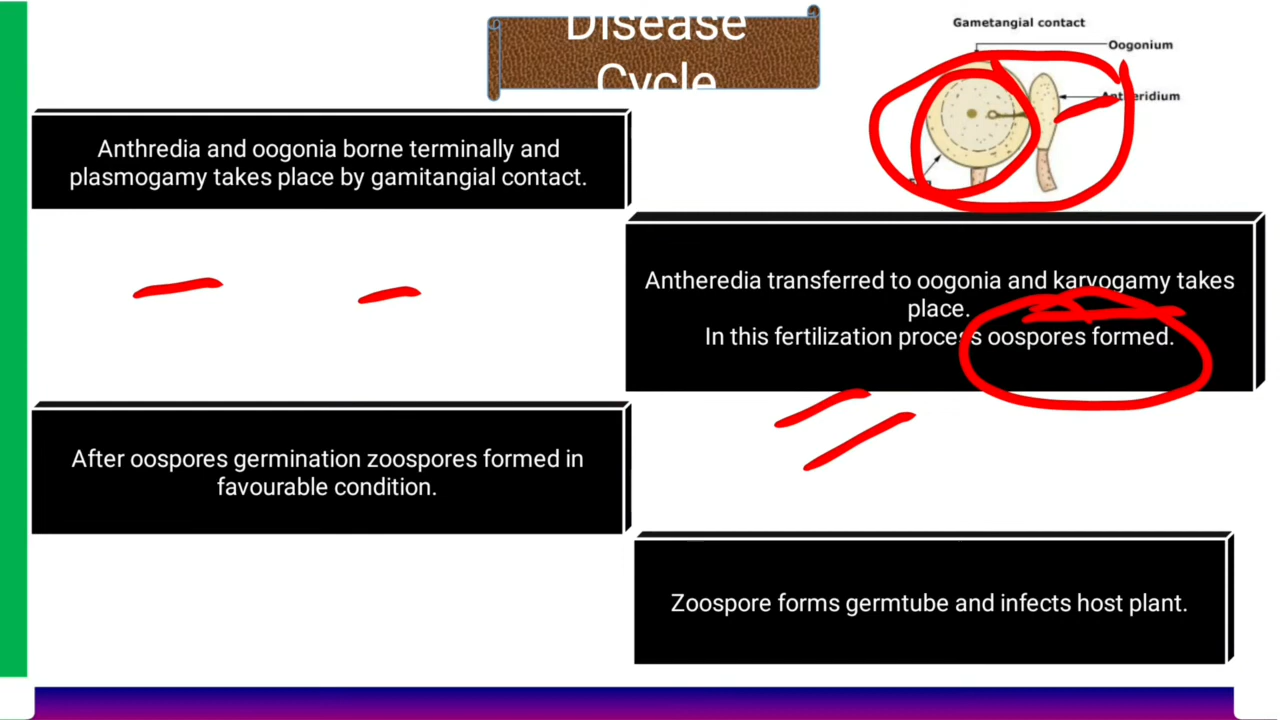 Disease
Cycle
Gametangial contact
Oogonium
Antheridium
Anthredia and oogonia borne terminally and
plasmogamy takes place by gamitangial contact.
Antheredia transferred to oogonia and karyogamy takes
place.
In this fertilization process oospores formed.
After oospores germination zoospores formed in
favourable condition.
Zoospore forms germtube and infects host plant.